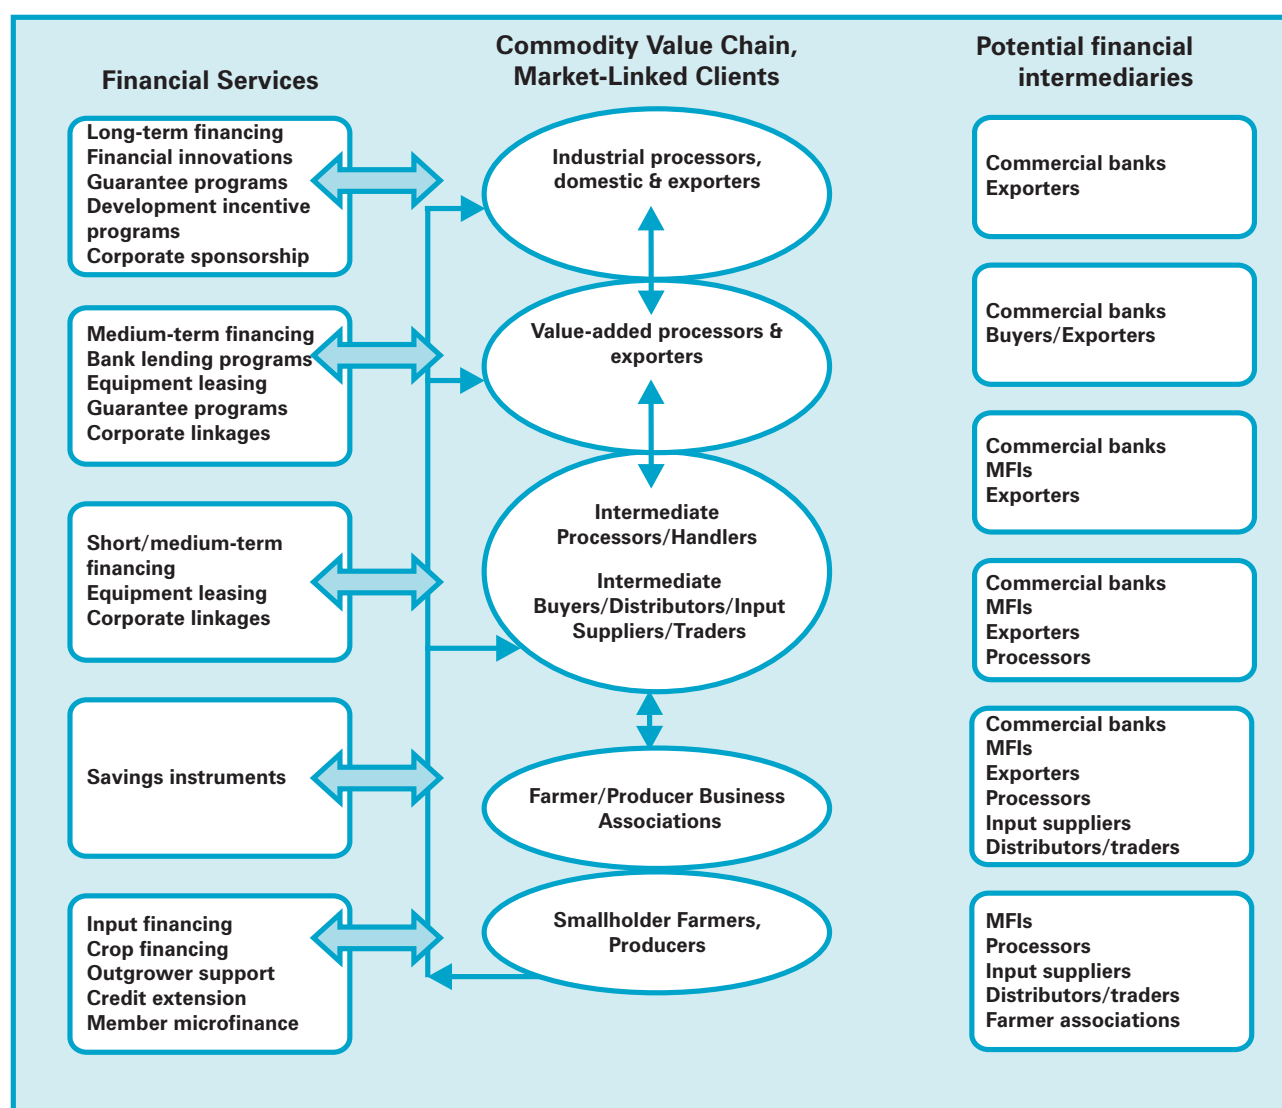 Financial Services
Long-term financing
Financial innovations
Guarantee programs
Development incentive
programs
Corporate sponsorship
Medium-term financing
Bank lending programs
Equipment leasing
Guarantee programs
Corporate linkages
Short/medium-term
financing
Equipment leasing
Corporate linkages
Savings instruments
Input financing
Crop financing
Outgrower support
Credit extension
Member microfinance
Commodity Value Chain,
Market-Linked Clients
Industrial processors,
domestic & exporters
Value-added processors &
exporters
Intermediate
Processors/Handlers
Intermediate
Buyers/Distributors/Input
Suppliers/Traders
Farmer/Producer Business
Associations
Smallholder Farmers,
Producers
Potential financial
intermediaries
Commercial banks
Exporters
Commercial banks
Buyers/Exporters
Commercial banks
MFIs
Exporters
Commercial banks
MFIs
Exporters
Processors
Commercial banks
MFIs
Exporters
Processors
Input suppliers
Distributors/traders
MFIs
Processors
Input suppliers
Distributors/traders
Farmer associations